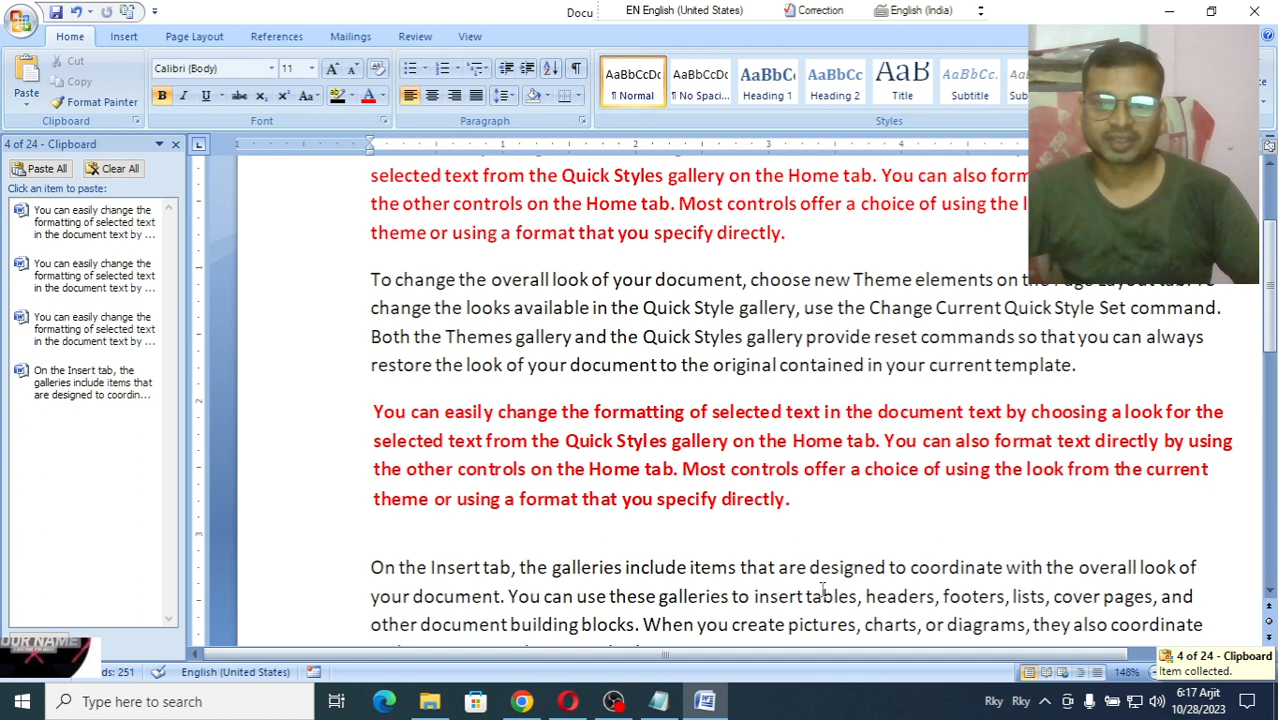 Docu
EN English (United States)
Correction
English (India)
Home Insert Page Layout References Mailings Review View
Paste
Cut
Copy
Format Painter
Clipboard
Calibri (Body) 11
B I U abc x₂ x² Aa
Font
Paragraph
AaBbCcDc AaBbCcDc AaBbC AaBbCc AaB AaBbCc
¶ Normal ¶ No Spaci... Heading 1 Heading 2 Title Subtitle
Styles
4 of 24 - Clipboard
Paste All Clear All
Click an item to paste:
You can easily change the
formatting of selected text
in the document text by ...
You can easily change the
formatting of selected text
in the document text by ...
You can easily change the
formatting of selected text
in the document text by ...
On the Insert tab, the
galleries include items that
are designed to coordin...
selected text from the Quick Styles gallery on the Home tab. You can also form
the other controls on the Home tab. Most controls offer a choice of using the l
theme or using a format that you specify directly.
To change the overall look of your document, choose new Theme elements on the Page Layout tab. To
change the looks available in the Quick Style gallery, use the Change Current Quick Style Set command.
Both the Themes gallery and the Quick Styles gallery provide reset commands so that you can always
restore the look of your document to the original contained in your current template.
You can easily change the formatting of selected text in the document text by choosing a look for the
selected text from the Quick Styles gallery on the Home tab. You can also format text directly by using
the other controls on the Home tab. Most controls offer a choice of using the look from the current
theme or using a format that you specify directly.
On the Insert tab, the galleries include items that are designed to coordinate with the overall look of
your document. You can use these galleries to insert tables, headers, footers, lists, cover pages, and
other document building blocks. When you create pictures, charts, or diagrams, they also coordinate
OUR NAME
ds: 251
English (United States)
148%
4 of 24 - Clipboard
Item collected.
Type here to search
Rky Rky
6:17 Arjit
10/28/2023